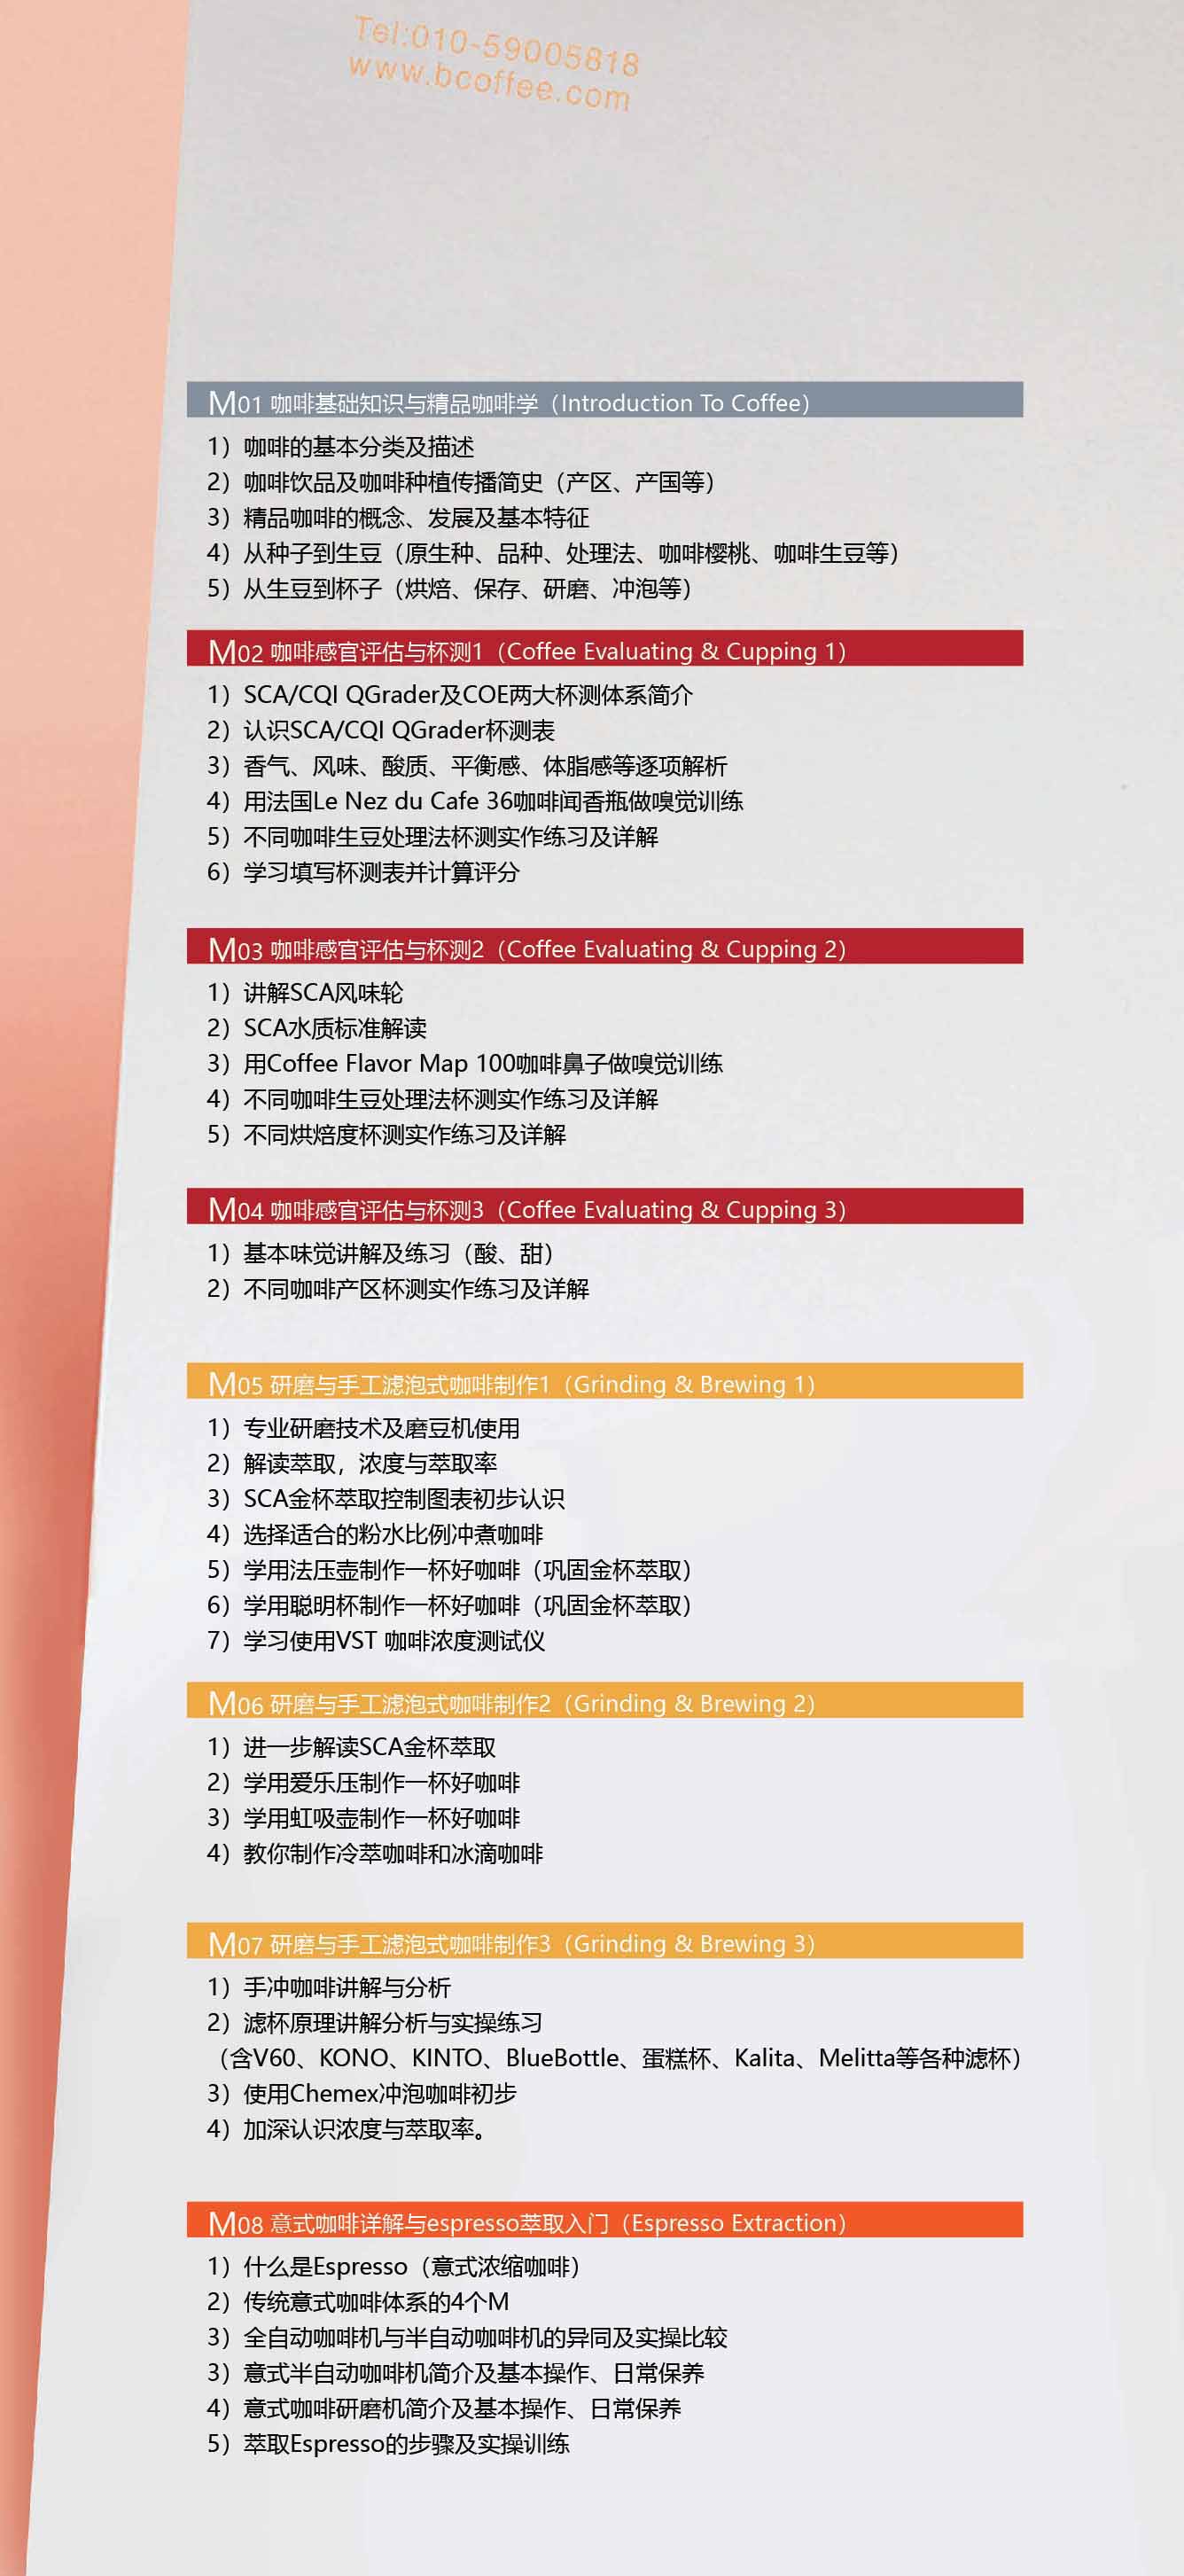 Tel:010-59005818
www.bcoffee.com
M01 咖啡基础知识与精品咖啡学（Introduction To Coffee）
1）咖啡的基本分类及描述
2）咖啡饮品及咖啡种植传播简史（产区、产国等）
3）精品咖啡的概念、发展及基本特征
4）从种子到生豆（原生种、品种、处理法、咖啡樱桃、咖啡生豆等）
5）从生豆到杯子（烘焙、保存、研磨、冲泡等）
M02 咖啡感官评估与杯测1（Coffee Evaluating & Cupping 1）
1）SCA/CQI QGrader及COE两大杯测体系简介
2）认识SCA/CQI QGrader杯测表
3）香气、风味、酸质、平衡感、体脂感等逐项解析
4）用法国Le Nez du Cafe 36咖啡闻香瓶做嗅觉训练
5）不同咖啡生豆处理法杯测实作练习及详解
6）学习填写杯测表并计算评分
M03 咖啡感官评估与杯测2（Coffee Evaluating & Cupping 2）
1）讲解SCA风味轮
2）SCA水质标准解读
3）用Coffee Flavor Map 100咖啡鼻子做嗅觉训练
4）不同咖啡生豆处理法杯测实作练习及详解
5）不同烘焙度杯测实作练习及详解
M04 咖啡感官评估与杯测3（Coffee Evaluating & Cupping 3）
1）基本味觉讲解及练习（酸、甜）
2）不同咖啡产区杯测实作练习及详解
M05 研磨与手工滤泡式咖啡制作1（Grinding & Brewing 1）
1）专业研磨技术及磨豆机使用
2）解读萃取，浓度与萃取率
3）SCA金杯萃取控制图表初步认识
4）选择适合的粉水比例冲煮咖啡
5）学用法压壶制作一杯好咖啡（巩固金杯萃取）
6）学用聪明杯制作一杯好咖啡（巩固金杯萃取）
7）学习使用VST 咖啡浓度测试仪
M06 研磨与手工滤泡式咖啡制作2（Grinding & Brewing 2）
1）进一步解读SCA金杯萃取
2）学用爱乐压制作一杯好咖啡
3）学用虹吸壶制作一杯好咖啡
4）教你制作冷萃咖啡和冰滴咖啡
M07 研磨与手工滤泡式咖啡制作3（Grinding & Brewing 3）
1）手冲咖啡讲解与分析
2）滤杯原理讲解分析与实操练习
（含V60、KONO、KINTO、BlueBottle、蛋糕杯、Kalita、Melitta等各种滤杯）
3）使用Chemex冲泡咖啡初步
4）加深认识浓度与萃取率。
M08 意式咖啡详解与espresso萃取入门（Espresso Extraction）
1）什么是Espresso（意式浓缩咖啡）
2）传统意式咖啡体系的4个M
3）全自动咖啡机与半自动咖啡机的异同及实操比较
3）意式半自动咖啡机简介及基本操作、日常保养
4）意式咖啡研磨机简介及基本操作、日常保养
5）萃取Espresso的步骤及实操训练